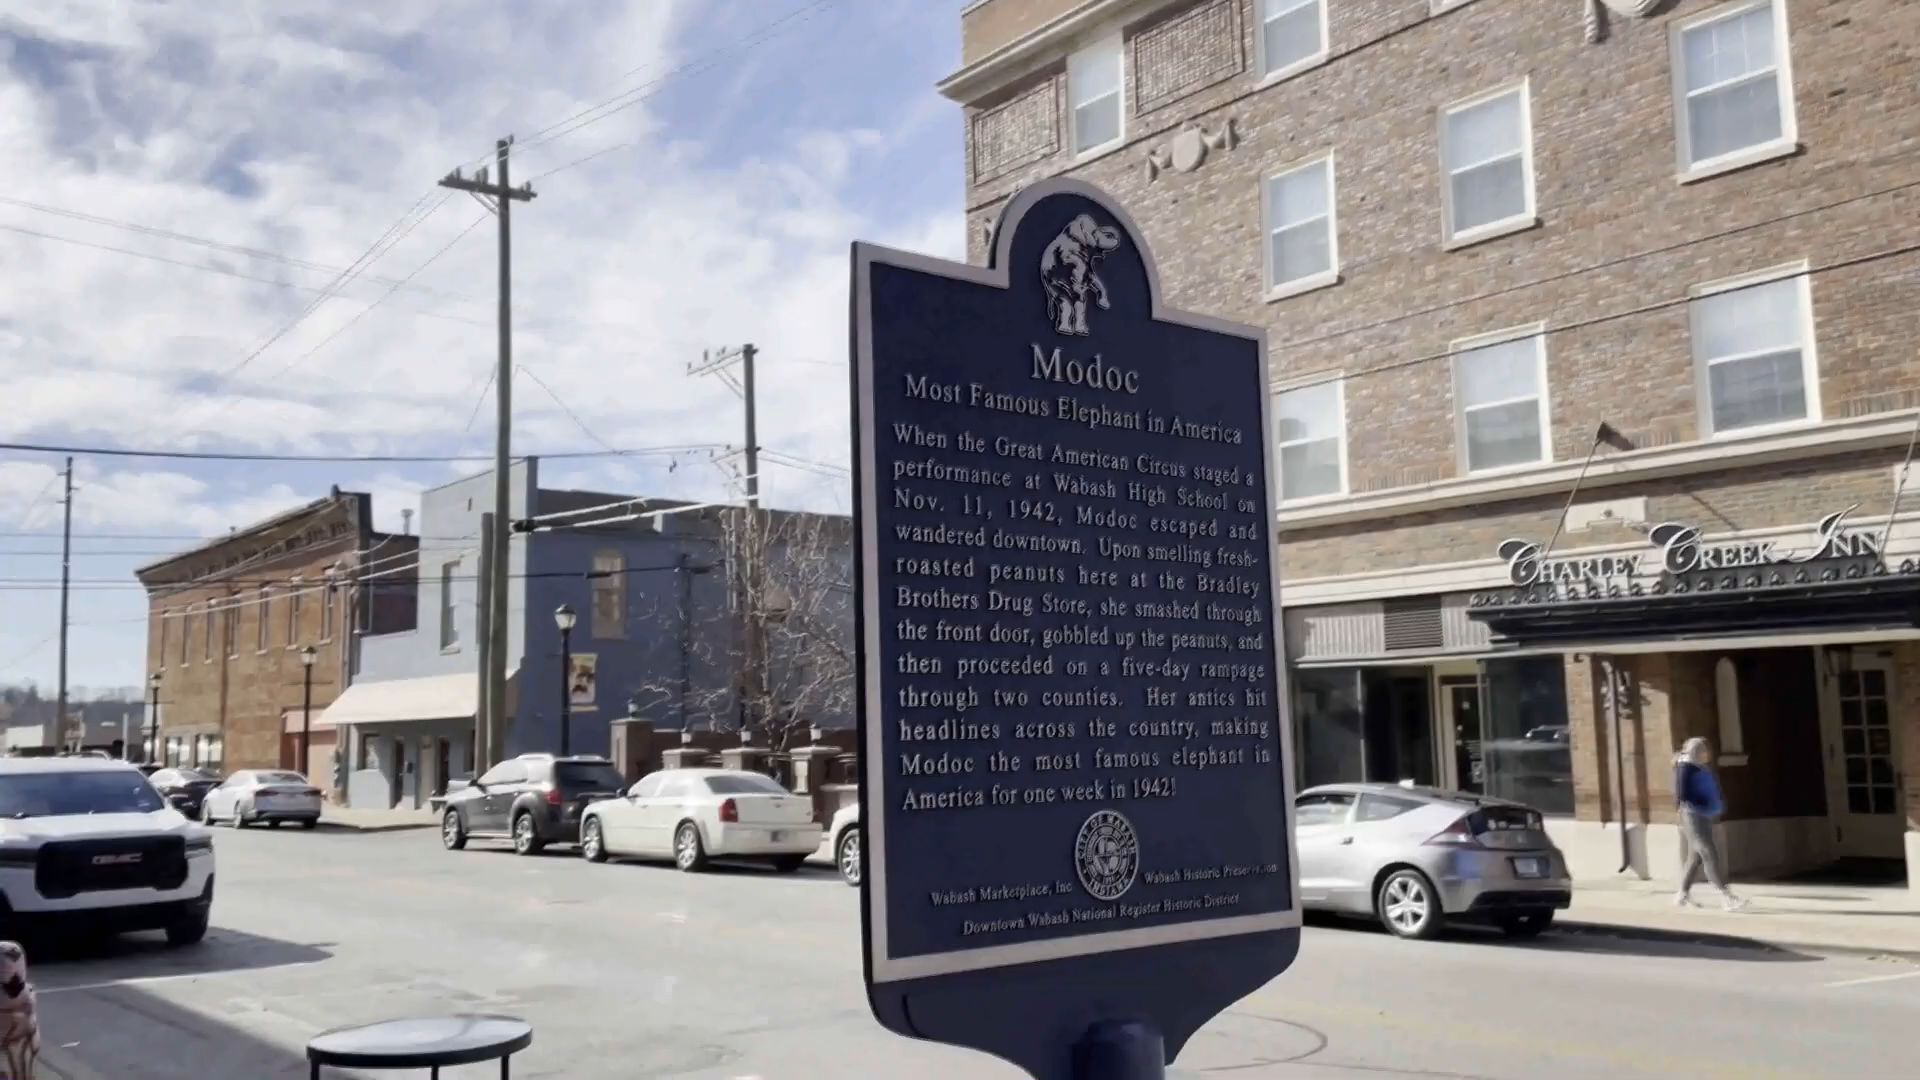 Modoc
Most Famous Elephant in America
When the Great American Circus staged a
performance at Wabash High School on
Nov. 11, 1942, Modoc escaped and
wandered downtown. Upon smelling fresh-
roasted peanuts here at the Bradley
Brothers Drug Store, she smashed through
the front door, gobbled up the peanuts, and
then proceeded on a five-day rampage
through two counties. Her antics hit
headlines across the country, making
Modoc the most famous elephant in
America for one week in 1942!
CITY OF WABASH
INDIANA
Wabash Marketplace, Inc
Wabash Historic Preservation
Downtown Wabash National Register Historic District
CHARLEY CREEK INN
GMC